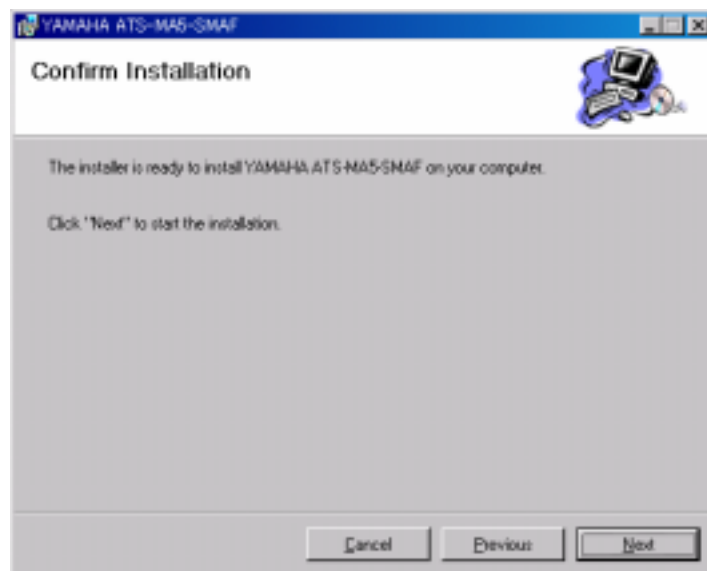 YAMAHA ATS-MA5-SMAF
Confirm Installation
The installer is ready to install YAMAHA ATS-MA5-SMAF on your computer.
Click "Next" to start the installation.
Cancel
Previous
Next